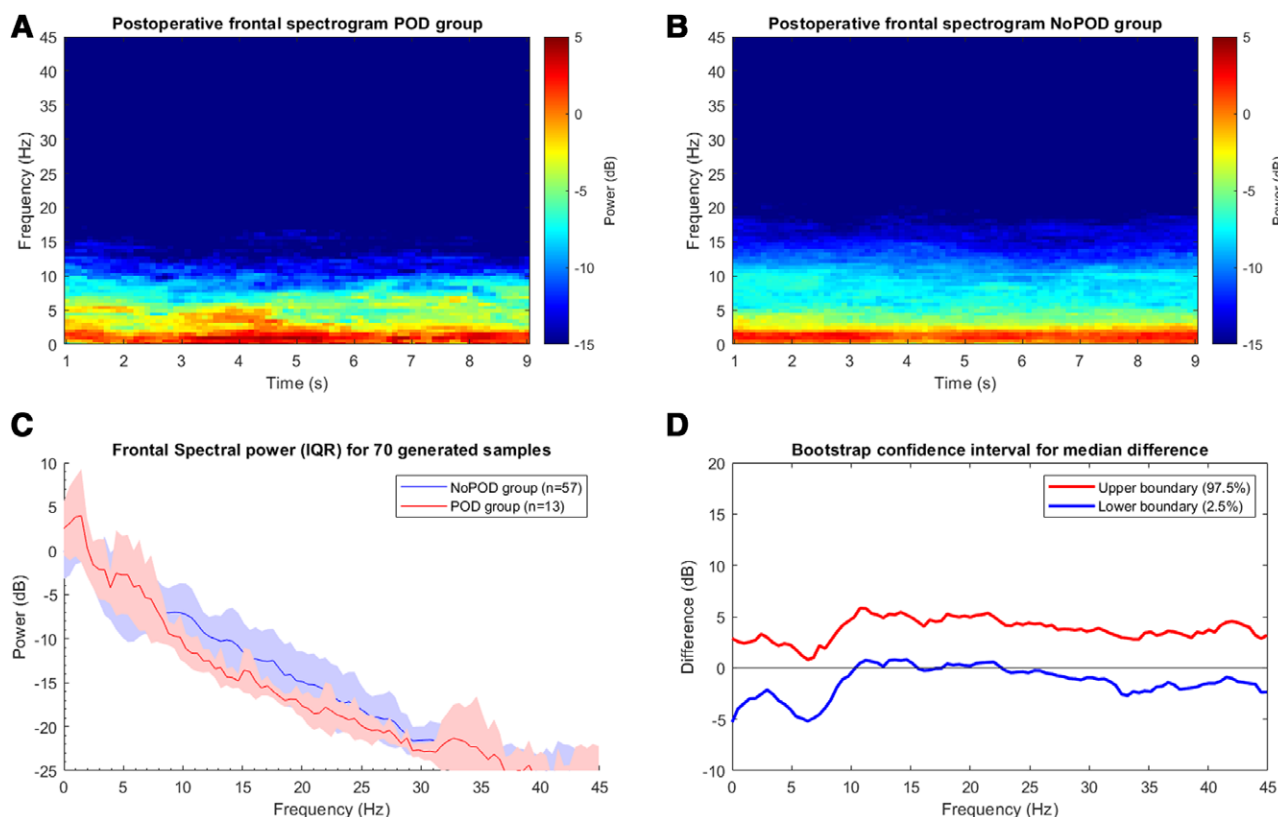 A
Postoperative frontal spectrogram POD group
45
40
35
30
25
20
15
10
5
0
Frequency (Hz)
1 2 3 4 5 6 7 8 9
Time (s)
5
0
-5
-10
-15
Power (dB)
B
Postoperative frontal spectrogram NoPOD group
45
40
35
30
25
20
15
10
5
0
Frequency (Hz)
1 2 3 4 5 6 7 8 9
Time (s)
5
0
-5
-10
-15
Power (dB)
C
Frontal Spectral power (IQR) for 70 generated samples
10
5
0
-5
-10
-15
-20
-25
Power (dB)
NoPOD group (n=57)
POD group (n=13)
0 5 10 15 20 25 30 35 40 45
Frequency (Hz)
D
Bootstrap confidence interval for median difference
20
15
10
5
0
-5
-10
Difference (dB)
Upper boundary (97.5%)
Lower boundary (2.5%)
0 5 10 15 20 25 30 35 40 45
Frequency (Hz)